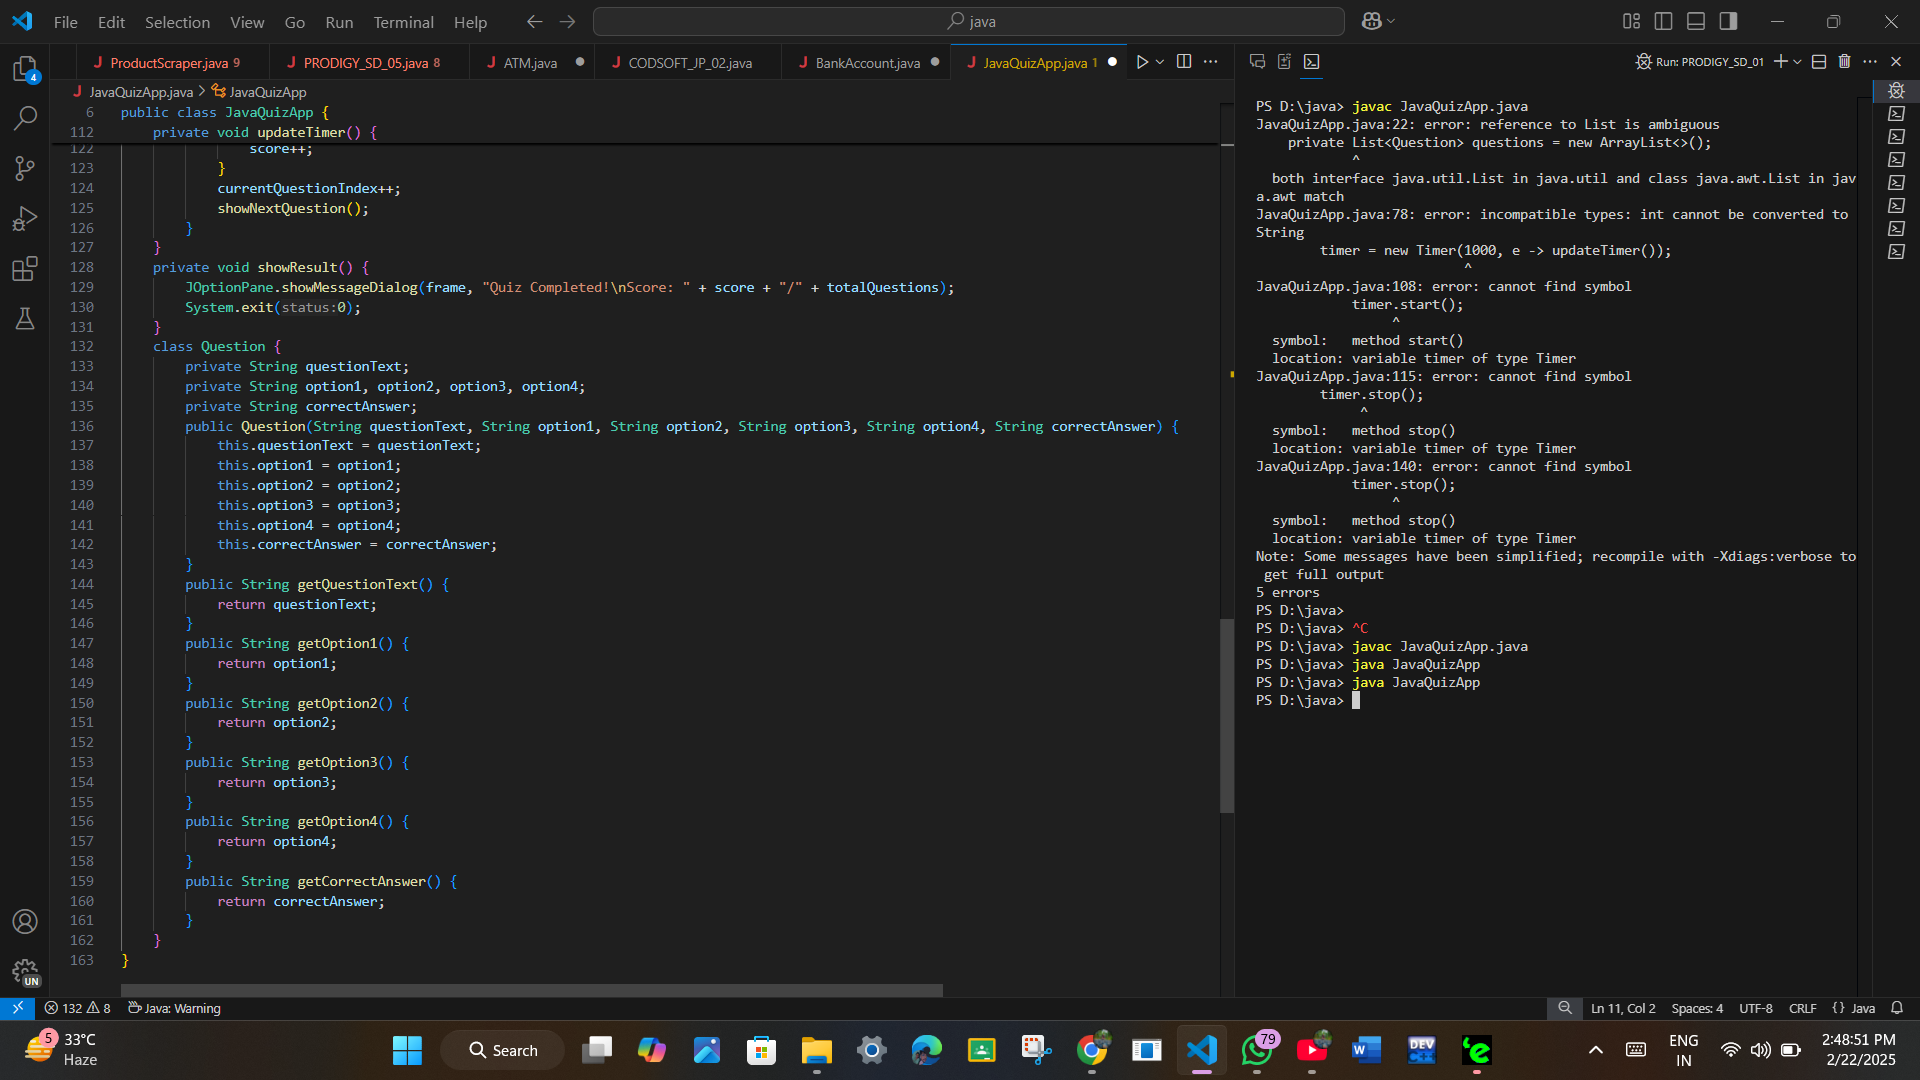 File Edit Selection View Go Run Terminal Help
java
ProductScraper.java 9
PRODIGY_SD_05.java 8
ATM.java
CODSOFT_JP_02.java
BankAccount.java
JavaQuizApp.java 1
Run: PRODIGY_SD_01
JavaQuizApp.java > JavaQuizApp
6 public class JavaQuizApp {
112 private void updateTimer() {
122 score++;
123 }
124 currentQuestionIndex++;
125 showNextQuestion();
126 }
127 }
128 private void showResult() {
129 JOptionPane.showMessageDialog(frame, "Quiz Completed!\nScore: " + score + "/" + totalQuestions);
130 System.exit(status:0);
131 }
132 class Question {
133 private String questionText;
134 private String option1, option2, option3, option4;
135 private String correctAnswer;
136 public Question(String questionText, String option1, String option2, String option3, String option4, String correctAnswer) {
137 this.questionText = questionText;
138 this.option1 = option1;
139 this.option2 = option2;
140 this.option3 = option3;
141 this.option4 = option4;
142 this.correctAnswer = correctAnswer;
143 }
144 public String getQuestionText() {
145 return questionText;
146 }
147 public String getOption1() {
148 return option1;
149 }
150 public String getOption2() {
151 return option2;
152 }
153 public String getOption3() {
154 return option3;
155 }
156 public String getOption4() {
157 return option4;
158 }
159 public String getCorrectAnswer() {
160 return correctAnswer;
161 }
162 }
163 }
PS D:\java> javac JavaQuizApp.java
JavaQuizApp.java:22: error: reference to List is ambiguous
private List<Question> questions = new ArrayList<>();
^
both interface java.util.List in java.util and class java.awt.List in jav
a.awt match
JavaQuizApp.java:78: error: incompatible types: int cannot be converted to
String
timer = new Timer(1000, e -> updateTimer());
^
JavaQuizApp.java:108: error: cannot find symbol
timer.start();
^
symbol: method start()
location: variable timer of type Timer
JavaQuizApp.java:115: error: cannot find symbol
timer.stop();
^
symbol: method stop()
location: variable timer of type Timer
JavaQuizApp.java:140: error: cannot find symbol
timer.stop();
^
symbol: method stop()
location: variable timer of type Timer
Note: Some messages have been simplified; recompile with -Xdiags:verbose to
get full output
5 errors
PS D:\java>
PS D:\java> ^C
PS D:\java> javac JavaQuizApp.java
PS D:\java> java JavaQuizApp
PS D:\java> java JavaQuizApp
PS D:\java>
4
UN
132 8 Java: Warning
Ln 11, Col 2 Spaces: 4 UTF-8 CRLF {} Java
5
33°C
Haze
Search
79
DEV
ENG
IN
2:48:51 PM
2/22/2025